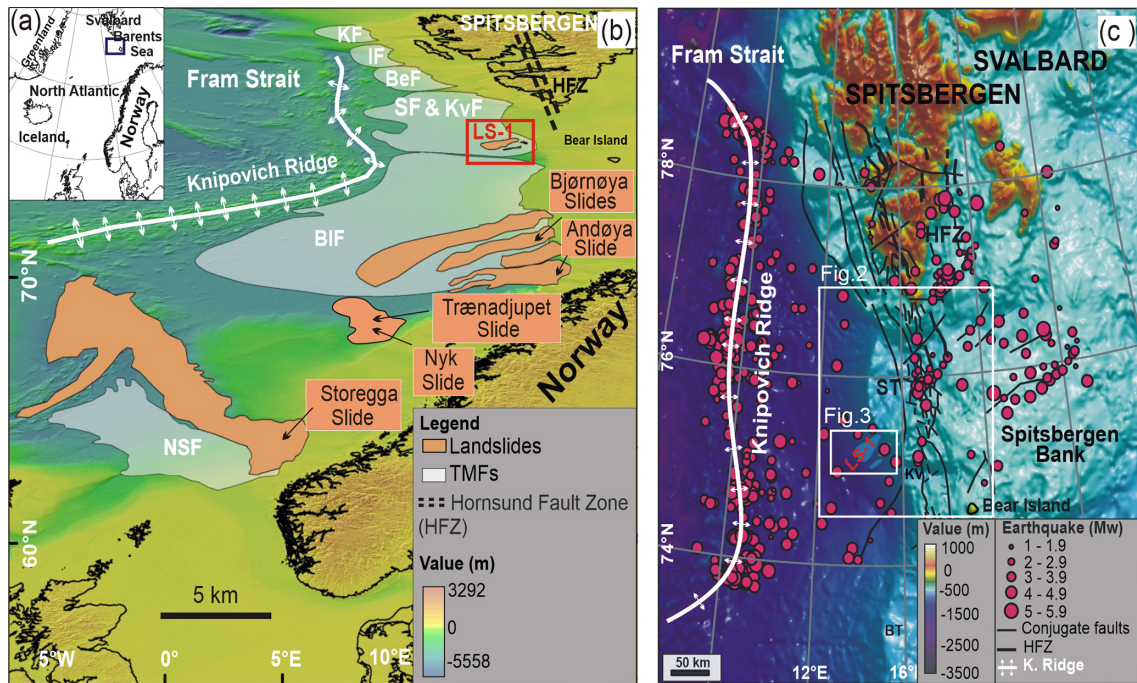 (a)
Svalbard
Greenland
Barents
Sea
North Atlantic
Iceland
Norway
(b)
SPITSBERGEN
KF
IF
BeF
Fram Strait
SF & KvF
HFZ
LS-1
Bear Island
Knipovich Ridge
Bjørnøya
Slides
Andøya
Slide
BIF
70°N
Trænadjupet
Slide
Nyk
Slide
Norway
Storegga
Slide
NSF
60°N
5 km
5°W
0°
5°E
10°E
Legend
Landslides
TMFs
Hornsund Fault Zone
(HFZ)
Value (m)
3292
0
-5558
(c)
Fram Strait
SVALBARD
SPITSBERGEN
78°N
HFZ
Fig.2
Knipovich Ridge
76°N
ST
Fig.3
LS-1
Spitsbergen
Bank
KV
Bear Island
74°N
BT
50 km
12°E
16°
Value (m)
1000
0
-500
-1500
-2500
-3500
Earthquake (Mw)
1 - 1.9
2 - 2.9
3 - 3.9
4 - 4.9
5 - 5.9
Conjugate faults
HFZ
K. Ridge